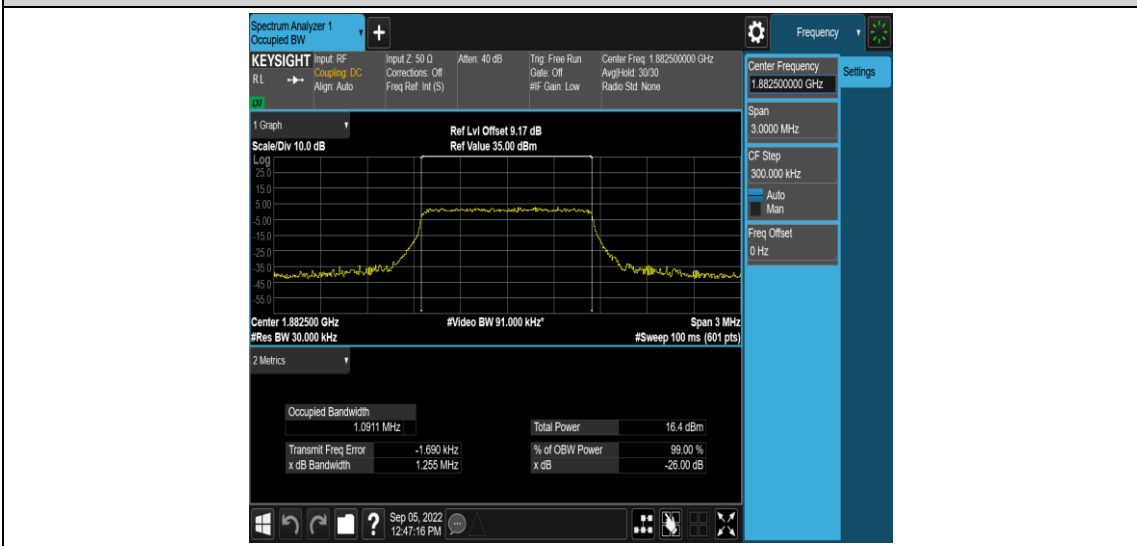 Spectrum Analyzer 1
Occupied BW
+
Frequency
KEYSIGHT
RL
LM
Input: RF
Coupling: DC
Align: Auto
Input Z: 50 Ω
Corrections: Off
Freq Ref: Int (S)
Atten: 40 dB
Trig: Free Run
Gate: Off
#IF Gain: Low
Center Freq: 1.882500000 GHz
Avg|Hold: 30/30
Radio Std: None
Center Frequency
1.882500000 GHz
Settings
Span
3.0000 MHz
CF Step
300.000 kHz
Auto
Man
Freq Offset
0 Hz
1 Graph
Scale/Div 10.0 dB
Ref Lvl Offset 9.17 dB
Ref Value 35.00 dBm
Log
25.0
15.0
5.00
-5.00
-15.0
-25.0
-35.0
-45.0
-55.0
Center 1.882500 GHz
#Video BW 91.000 kHz*
Span 3 MHz
#Res BW 30.000 kHz
#Sweep 100 ms (601 pts)
2 Metrics
Occupied Bandwidth
1.0911 MHz
Total Power 16.4 dBm
Transmit Freq Error -1.690 kHz
% of OBW Power 99.00 %
x dB Bandwidth 1.255 MHz
x dB -26.00 dB
?
Sep 05, 2022
12:47:16 PM